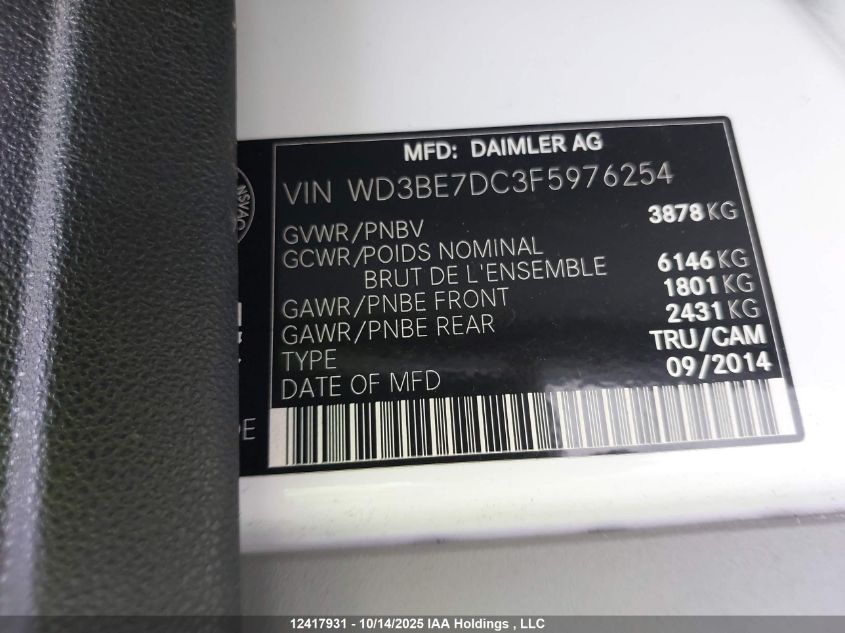 MFD: DAIMLER AG
VIN WD3BE7DC3F5976254
GVWR/PNBV 3878 KG
GCWR/POIDS NOMINAL
BRUT DE L'ENSEMBLE 6146 KG
GAWR/PNBE FRONT 1801 KG
GAWR/PNBE REAR 2431 KG
TYPE TRU/CAM
DATE OF MFD 09/2014
NSVAC
DE
12417931 - 10/14/2025 IAA Holdings , LLC